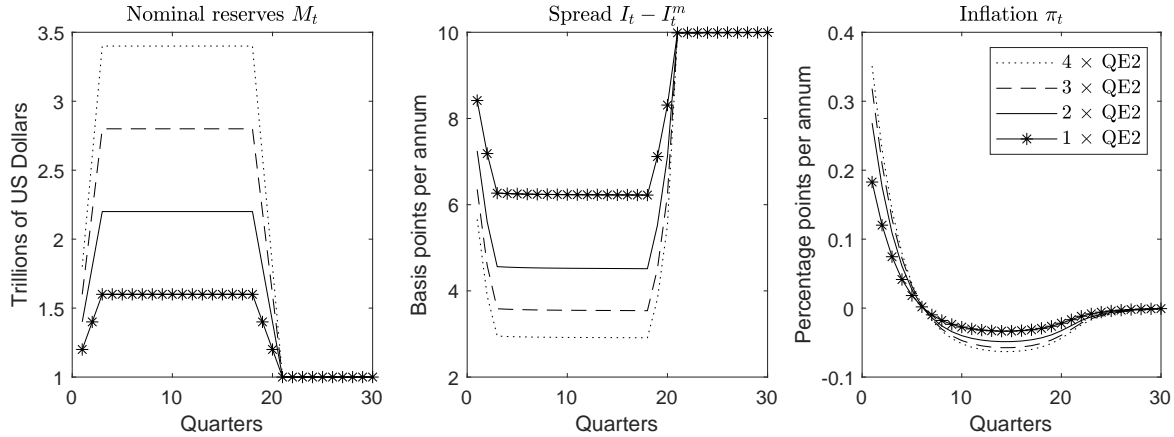 Nominal reserves M_t
Trillions of US Dollars
3.5
3
2.5
2
1.5
1
0 10 20 30
Quarters
Spread I_t − I_t^m
Basis points per annum
10
8
6
4
2
0 10 20 30
Quarters
Inflation π_t
Percentage points per annum
0.4
0.3
0.2
0.1
0
-0.1
0 10 20 30
Quarters
4 × QE2
3 × QE2
2 × QE2
1 × QE2